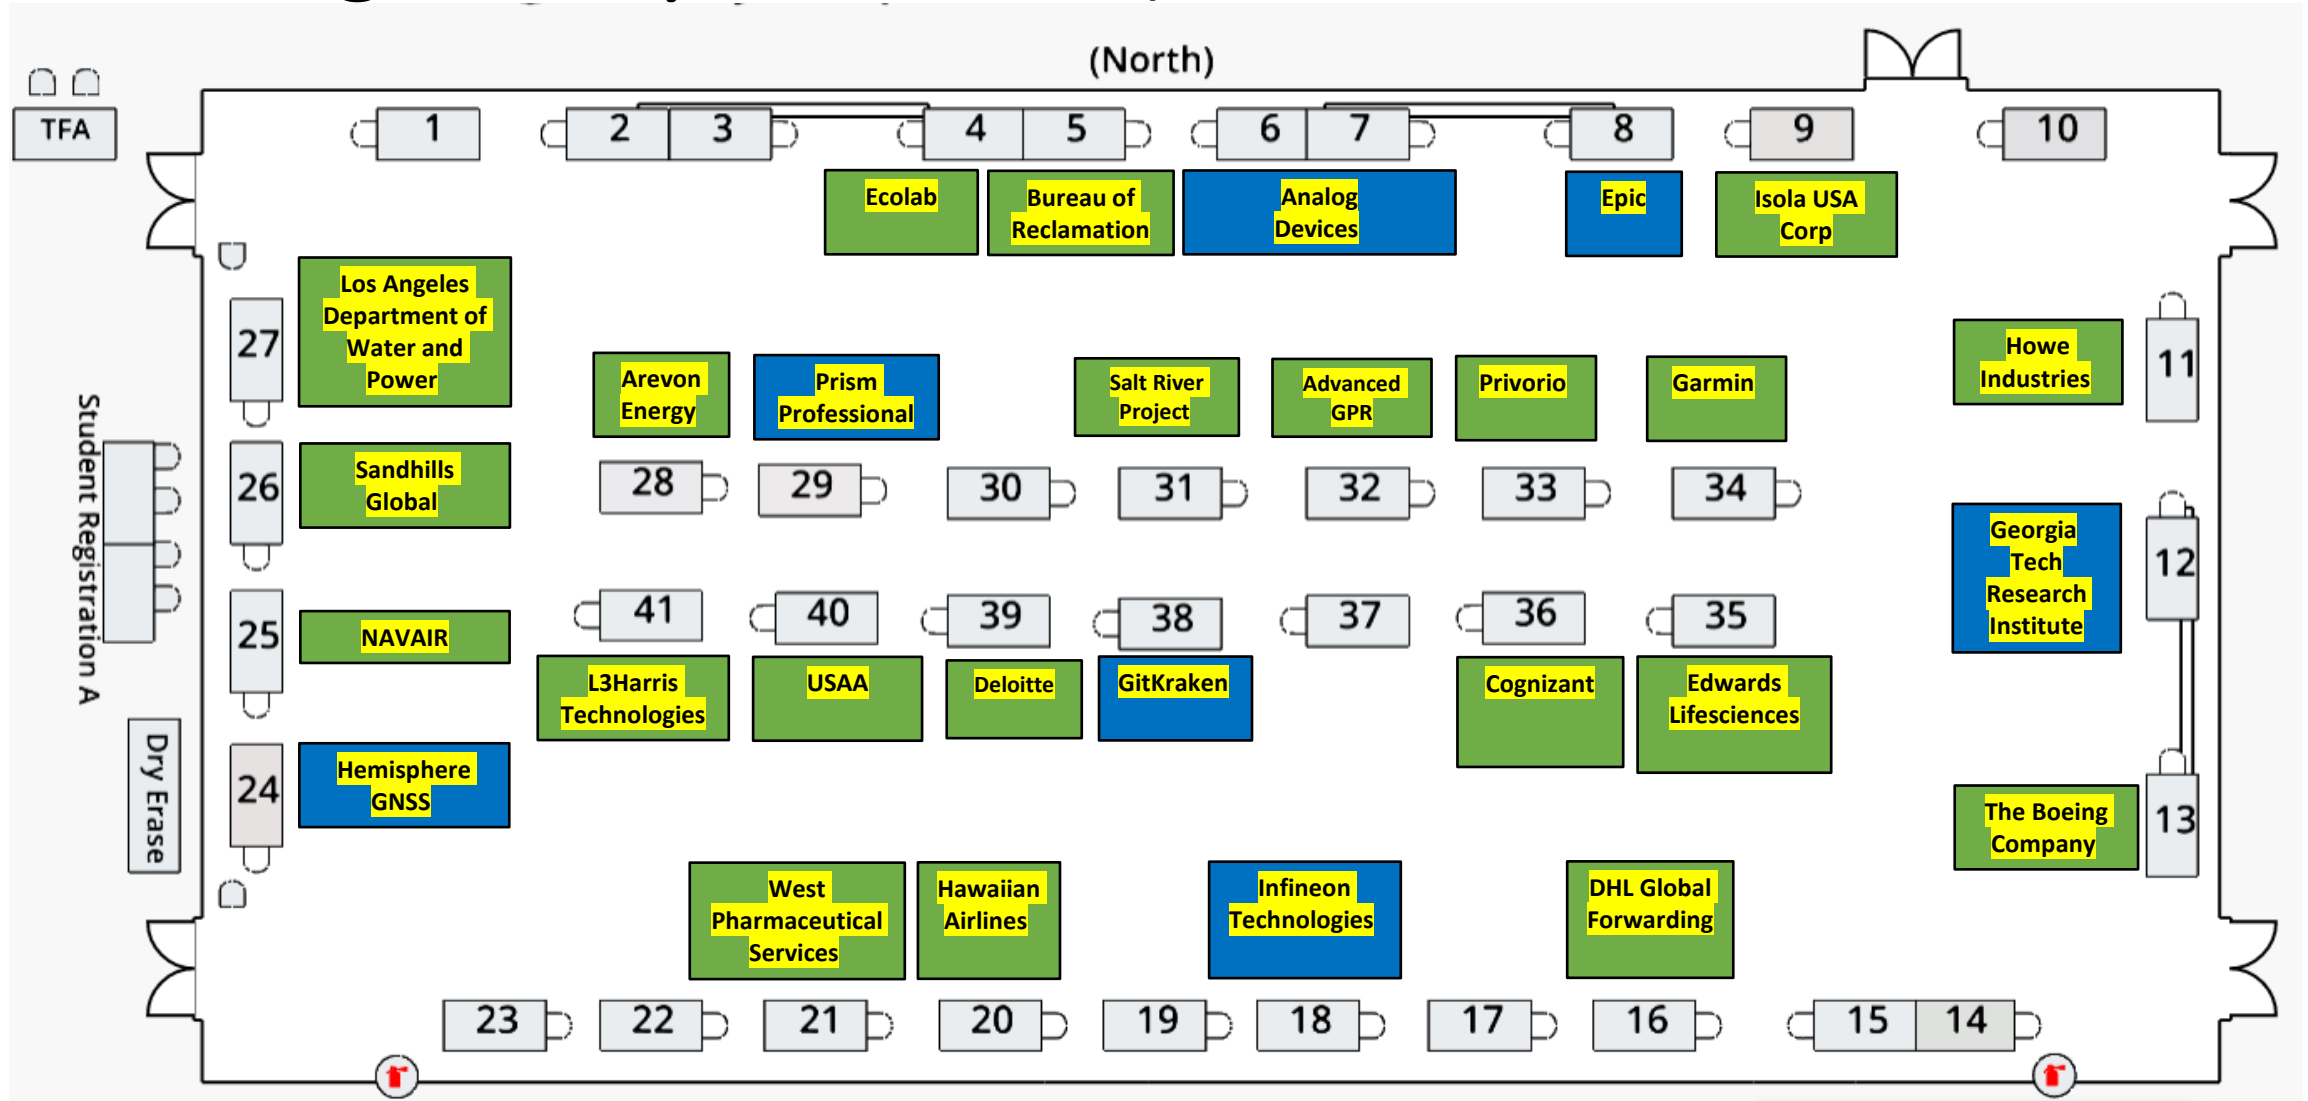 (North)
TFA
1
2
3
4
5
6
7
8
9
10
Ecolab
Bureau of
Reclamation
Analog
Devices
Epic
Isola USA
Corp
Los Angeles
Department of
Water and
Power
27
Howe
Industries
11
Arevon
Energy
Prism
Professional
Salt River
Project
Advanced
GPR
Privorio
Garmin
Student Registration A
26
Sandhills
Global
28
29
30
31
32
33
34
Georgia
Tech
Research
Institute
12
25
NAVAIR
41
40
39
38
37
36
35
L3Harris
Technologies
USAA
Deloitte
GitKraken
Cognizant
Edwards
Lifesciences
Dry Erase
24
Hemisphere
GNSS
The Boeing
Company
13
West
Pharmaceutical
Services
Hawaiian
Airlines
Infineon
Technologies
DHL Global
Forwarding
23
22
21
20
19
18
17
16
15
14